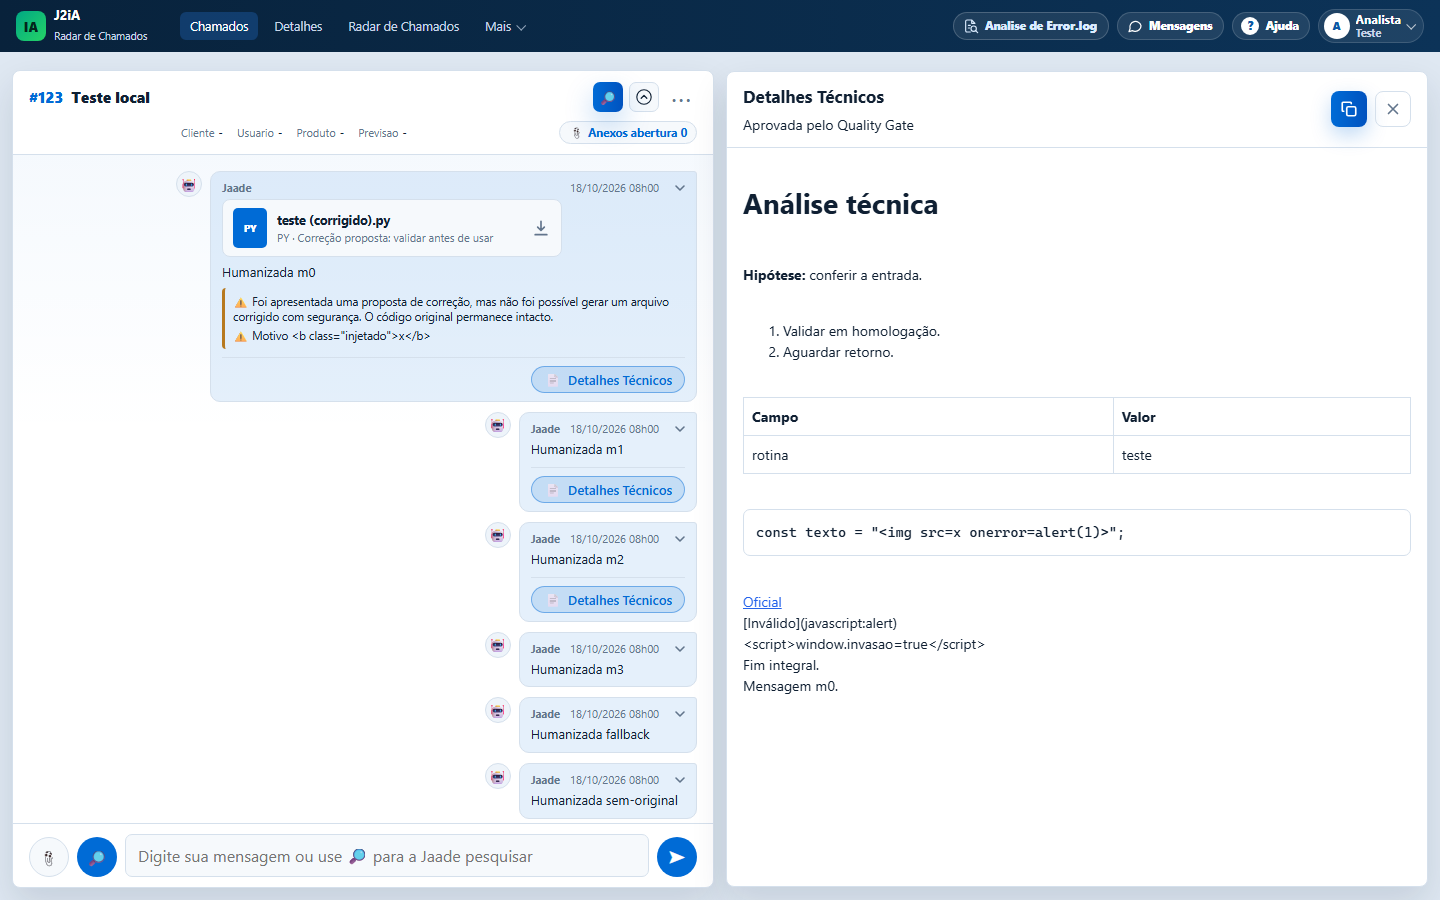 IA
J2iA
Radar de Chamados
Chamados
Detalhes
Radar de Chamados
Mais
Analise de Error.log
Mensagens
? Ajuda
A
Analista
Teste
#123 Teste local
...
Cliente -
Usuario -
Produto -
Previsao -
Anexos abertura 0
Jaade
18/10/2026 08h00
PY
teste (corrigido).py
PY · Correção proposta: validar antes de usar
Humanizada m0
Foi apresentada uma proposta de correção, mas não foi possível gerar um arquivo
corrigido com segurança. O código original permanece intacto.
Motivo <b class="injetado">x</b>
Detalhes Técnicos
Jaade 18/10/2026 08h00
Humanizada m1
Detalhes Técnicos
Jaade 18/10/2026 08h00
Humanizada m2
Detalhes Técnicos
Jaade 18/10/2026 08h00
Humanizada m3
Jaade 18/10/2026 08h00
Humanizada fallback
Jaade 18/10/2026 08h00
Humanizada sem-original
Digite sua mensagem ou use 🔎 para a Jaade pesquisar
Detalhes Técnicos
Aprovada pelo Quality Gate
Análise técnica
Hipótese: conferir a entrada.
1. Validar em homologação.
2. Aguardar retorno.
Campo Valor
rotina teste
const texto = "<img src=x onerror=alert(1)>";
Oficial
[Inválido](javascript:alert)
<script>window.invasao=true</script>
Fim integral.
Mensagem m0.